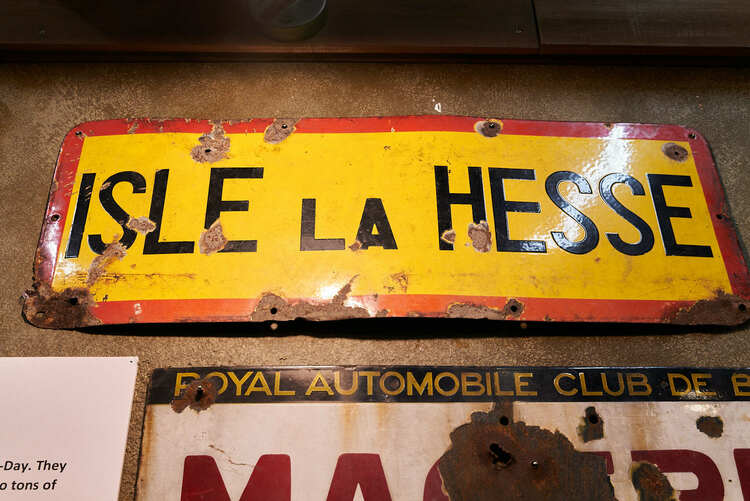 ISLE LA HESSE
ROYAL AUTOMOBILE CLUB DE B
-Day. They
o tons of